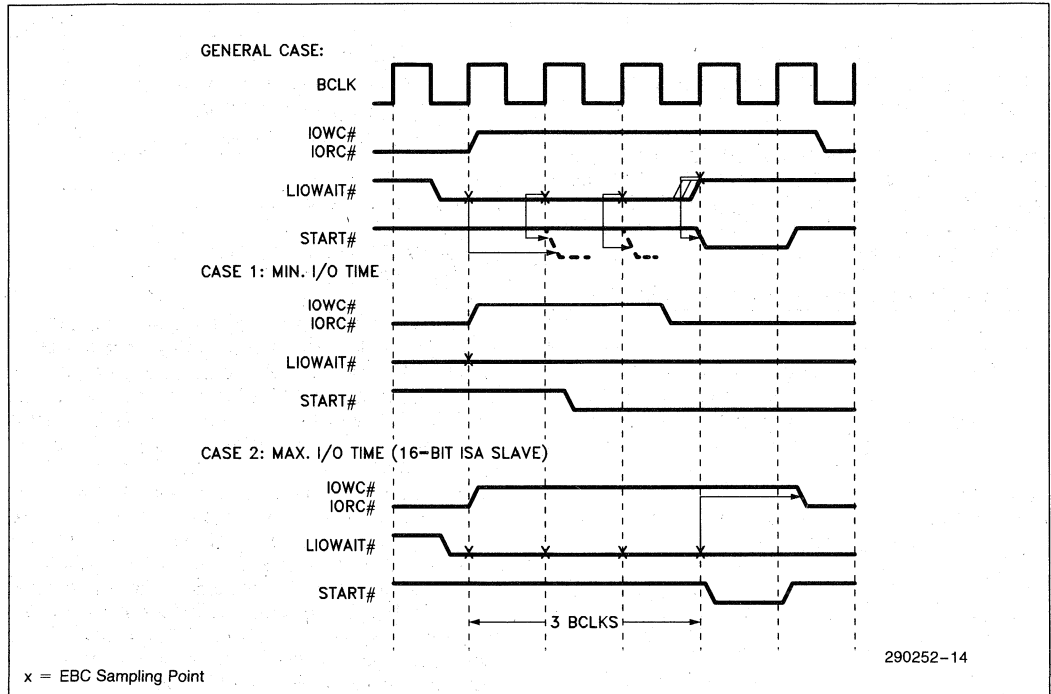 GENERAL CASE:
BCLK
IOWC#
IORC#
LIOWAIT#
START#
CASE 1: MIN. I/O TIME
IOWC#
IORC#
LIOWAIT#
START#
CASE 2: MAX. I/O TIME (16-BIT ISA SLAVE)
IOWC#
IORC#
LIOWAIT#
START#
3 BCLKS
290252-14
x = EBC Sampling Point